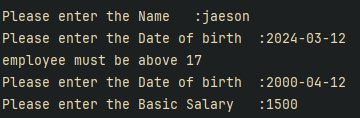 Please enter the Name   :jaeson
Please enter the Date of birth  :2024-03-12
employee must be above 17
Please enter the Date of birth  :2000-04-12
Please enter the Basic Salary   :1500